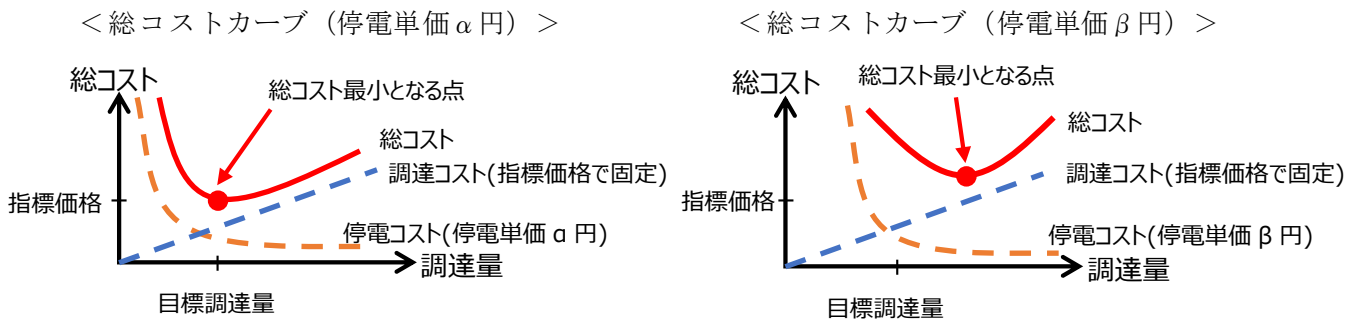 <総コストカーブ（停電単価α円）>
総コスト
総コスト最小となる点
総コスト
調達コスト(指標価格で固定)
指標価格
停電コスト(停電単価 α 円)
調達量
目標調達量
<総コストカーブ（停電単価β円）>
総コスト
総コスト最小となる点
総コスト
調達コスト(指標価格で固定)
指標価格
停電コスト(停電単価 β 円)
調達量
目標調達量